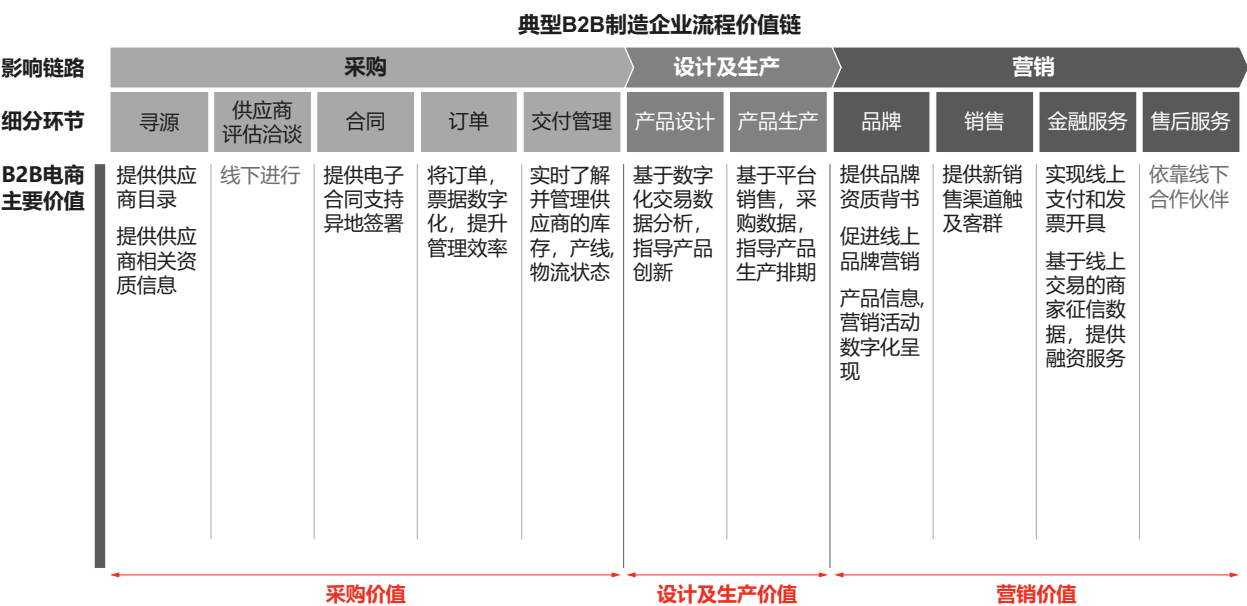 典型B2B制造企业流程价值链
影响链路
采购
设计及生产
营销
细分环节
寻源
供应商
评估洽谈
合同
订单
交付管理
产品设计
产品生产
品牌
销售
金融服务
售后服务
B2B电商
主要价值
提供供应
商目录
提供供应
商相关资
质信息
线下进行
提供电子
合同支持
异地签署
将订单，
票据数字
化，提升
管理效率
实时了解
并管理供
应商的库
存，产线,
物流状态
基于数字
化交易数
据分析，
指导产品
创新
基于平台
销售，采
购数据，
指导产品
生产排期
提供品牌
资质背书
促进线上
品牌营销
产品信息,
营销活动
数字化呈
现
提供新销
售渠道触
及客群
实现线上
支付和发
票开具
基于线上
交易的商
家征信数
据，提供
融资服务
依靠线下
合作伙伴
采购价值
设计及生产价值
营销价值